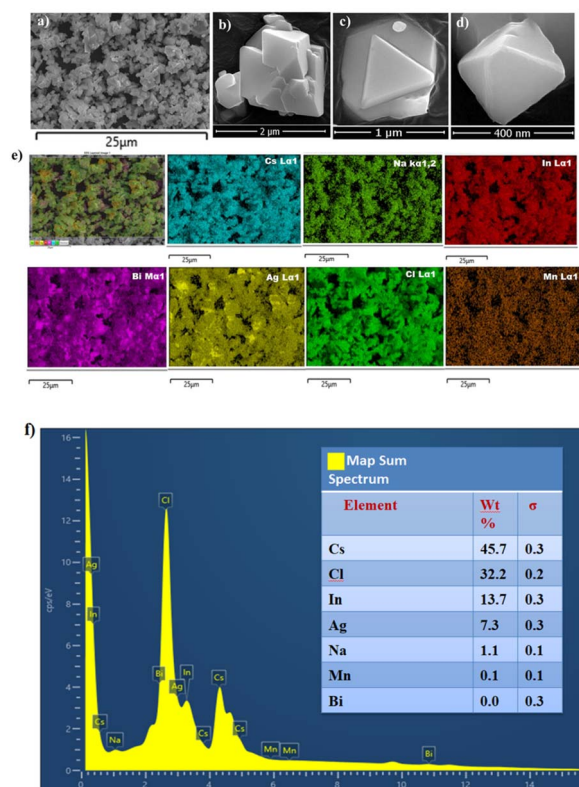 a)
b)
c)
d)
25μm
2 μm
1 μm
400 nm
e)
Cs Lα1
Na kα1,2
In Lα1
25μm
25μm
25μm
Bi Mα1
Ag Lα1
Cl Lα1
Mn Lα1
25μm
25μm
25μm
25μm
f)
16
14
12
10
8
6
4
2
0
cps/eV
Cl
Ag
In
Bi
Ag
In
Cs
Cs
Na
Cs
Cs
Mn
Mn
Bi
0
2
4
6
8
10
12
14
Map Sum
Spectrum
Element Wt % σ
Cs 45.7 0.3
Cl 32.2 0.2
In 13.7 0.3
Ag 7.3 0.3
Na 1.1 0.1
Mn 0.1 0.1
Bi 0.0 0.3